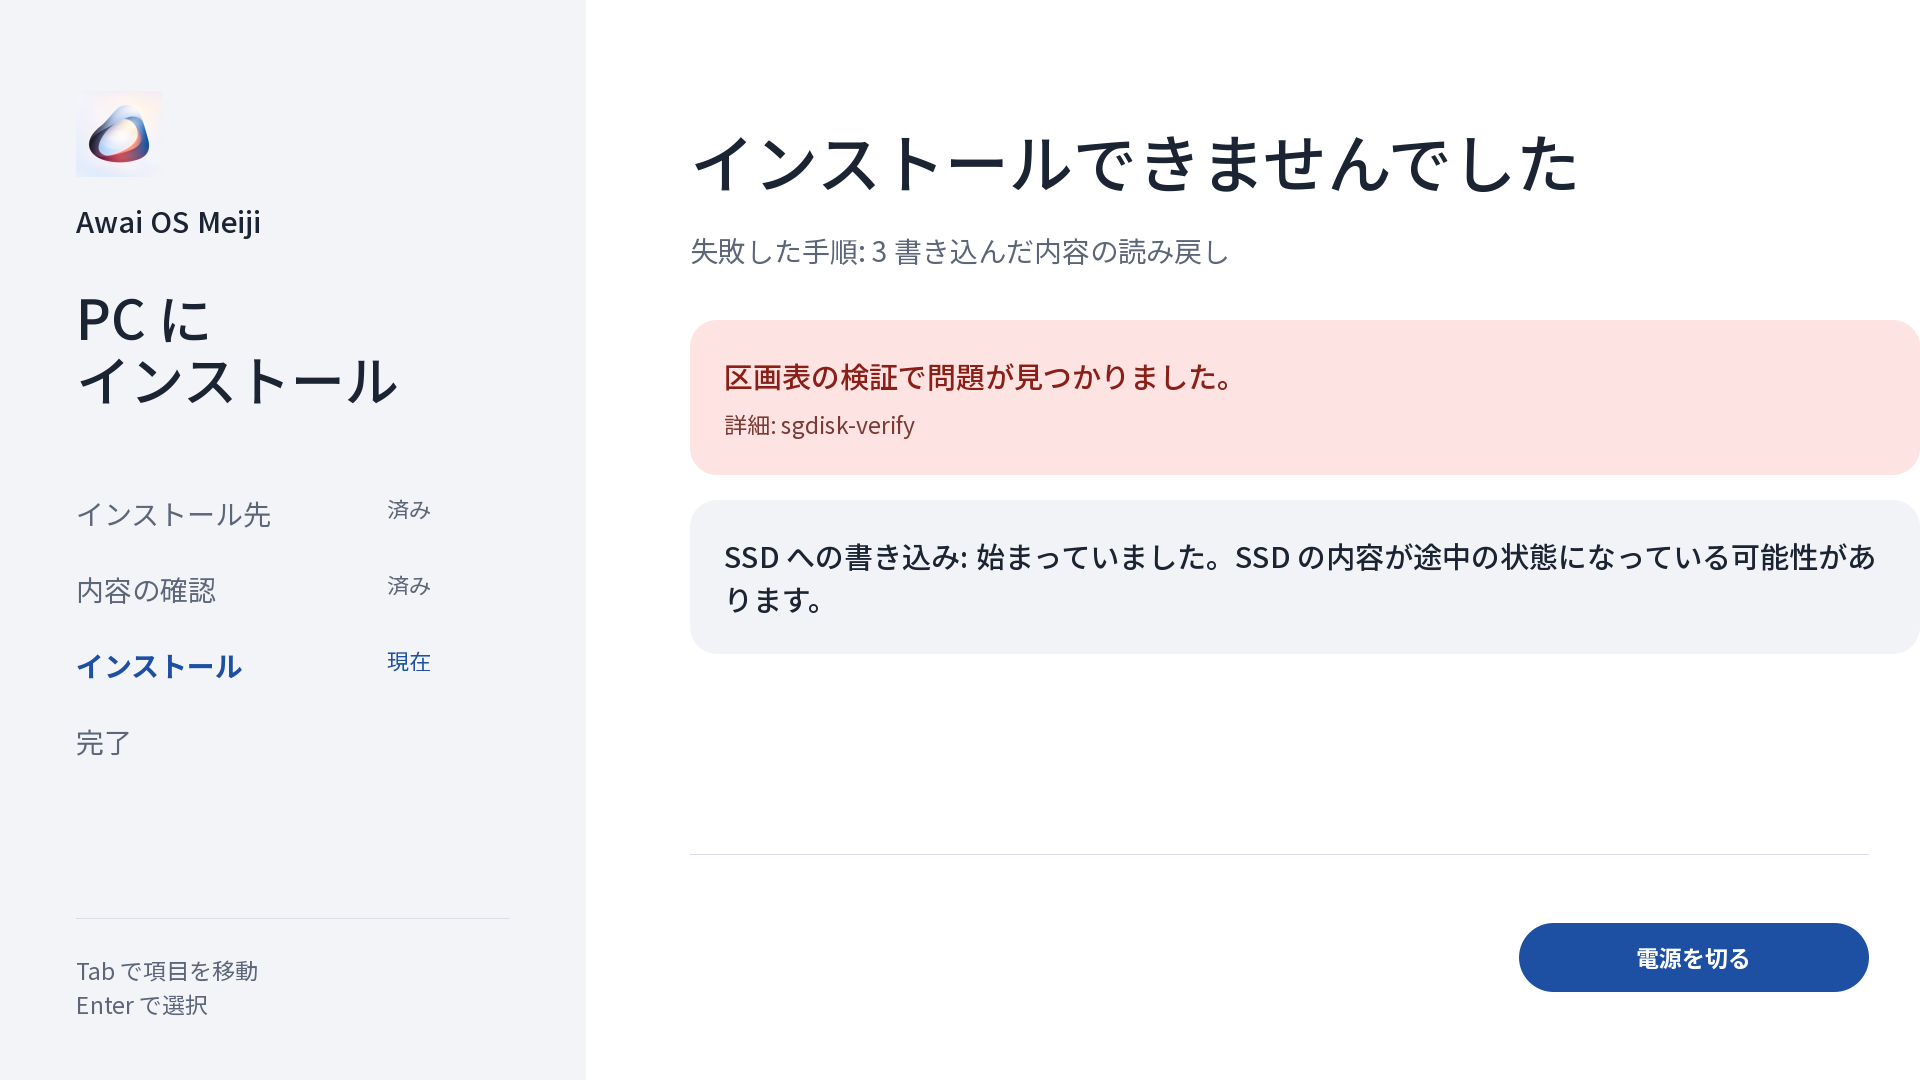 Awai OS Meiji
PC に
インストール
インストール先 済み
内容の確認 済み
インストール 現在
完了
Tab で項目を移動
Enter で選択
インストールできませんでした
失敗した手順: 3 書き込んだ内容の読み戻し
区画表の検証で問題が見つかりました。
詳細: sgdisk-verify
SSD への書き込み: 始まっていました。SSD の内容が途中の状態になっている可能性があ
ります。
電源を切る